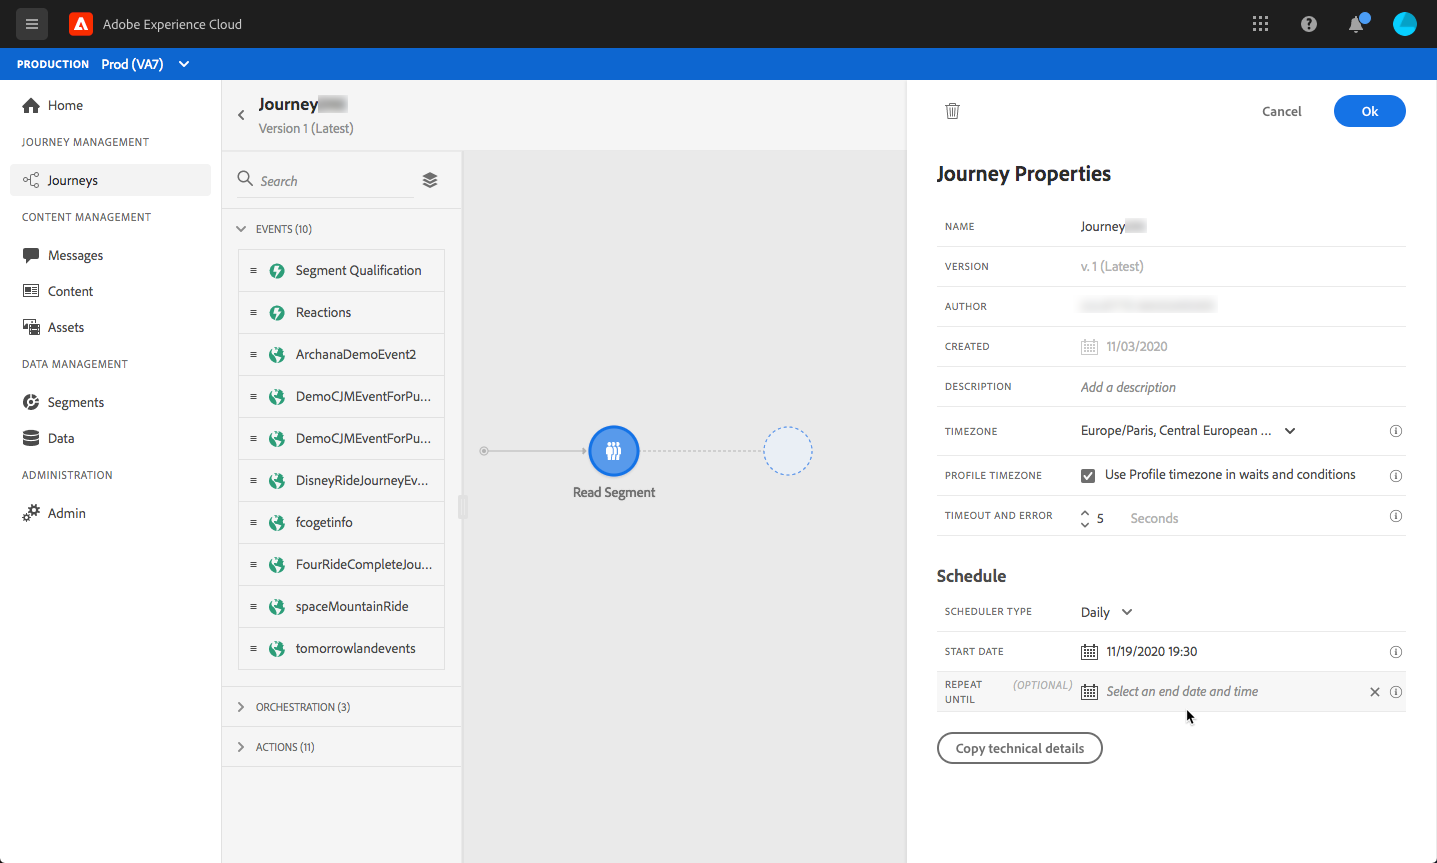 Adobe Experience Cloud
PRODUCTION Prod (VA7)
Home
JOURNEY MANAGEMENT
Journeys
CONTENT MANAGEMENT
Messages
Content
Assets
DATA MANAGEMENT
Segments
Data
ADMINISTRATION
Admin
Journey
Version 1 (Latest)
Search
EVENTS (10)
Segment Qualification
Reactions
ArchanaDemoEvent2
DemoCJMEventForPu...
DemoCJMEventForPu...
DisneyRideJourneyEv...
fcogetinfo
FourRideCompleteJou...
spaceMountainRide
tomorrowlandevents
ORCHESTRATION (3)
ACTIONS (11)
Read Segment
Cancel
Ok
Journey Properties
NAME Journey
VERSION v. 1 (Latest)
AUTHOR
CREATED 11/03/2020
DESCRIPTION Add a description
TIMEZONE Europe/Paris, Central European ...
PROFILE TIMEZONE Use Profile timezone in waits and conditions
TIMEOUT AND ERROR 5 Seconds
Schedule
SCHEDULER TYPE Daily
START DATE 11/19/2020 19:30
REPEAT UNTIL (OPTIONAL) Select an end date and time
Copy technical details